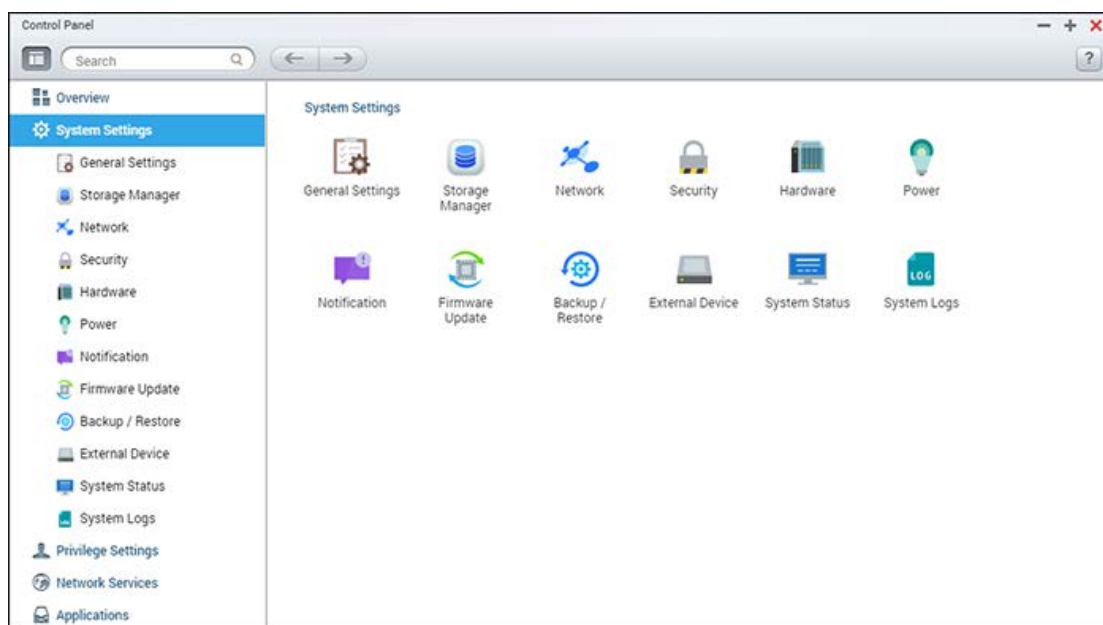 Control Panel
Search
?
Overview
System Settings
General Settings
Storage Manager
Network
Security
Hardware
Power
Notification
Firmware Update
Backup / Restore
External Device
System Status
System Logs
Privilege Settings
Network Services
Applications
System Settings
General Settings
Storage
Manager
Network
Security
Hardware
Power
Notification
Firmware
Update
Backup /
Restore
External Device
System Status
LOG
System Logs